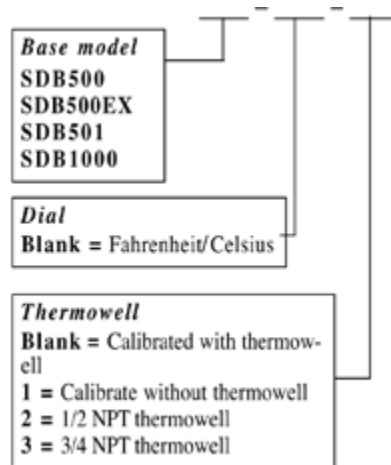 Base model
SDB500
SDB500EX
SDB501
SDB1000
Dial
Blank = Fahrenheit/Celsius
Thermowell
Blank = Calibrated with thermow-
ell
1 = Calibrate without thermowell
2 = 1/2 NPT thermowell
3 = 3/4 NPT thermowell